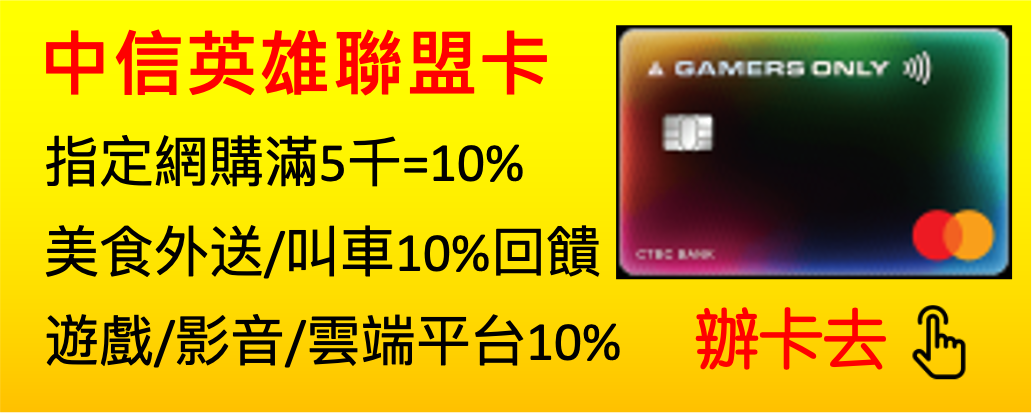 中信英雄聯盟卡
指定網購滿5千=10%
美食外送/叫車10%回饋
遊戲/影音/雲端平台10%
GAMERS ONLY
CTBC BANK
辦卡去